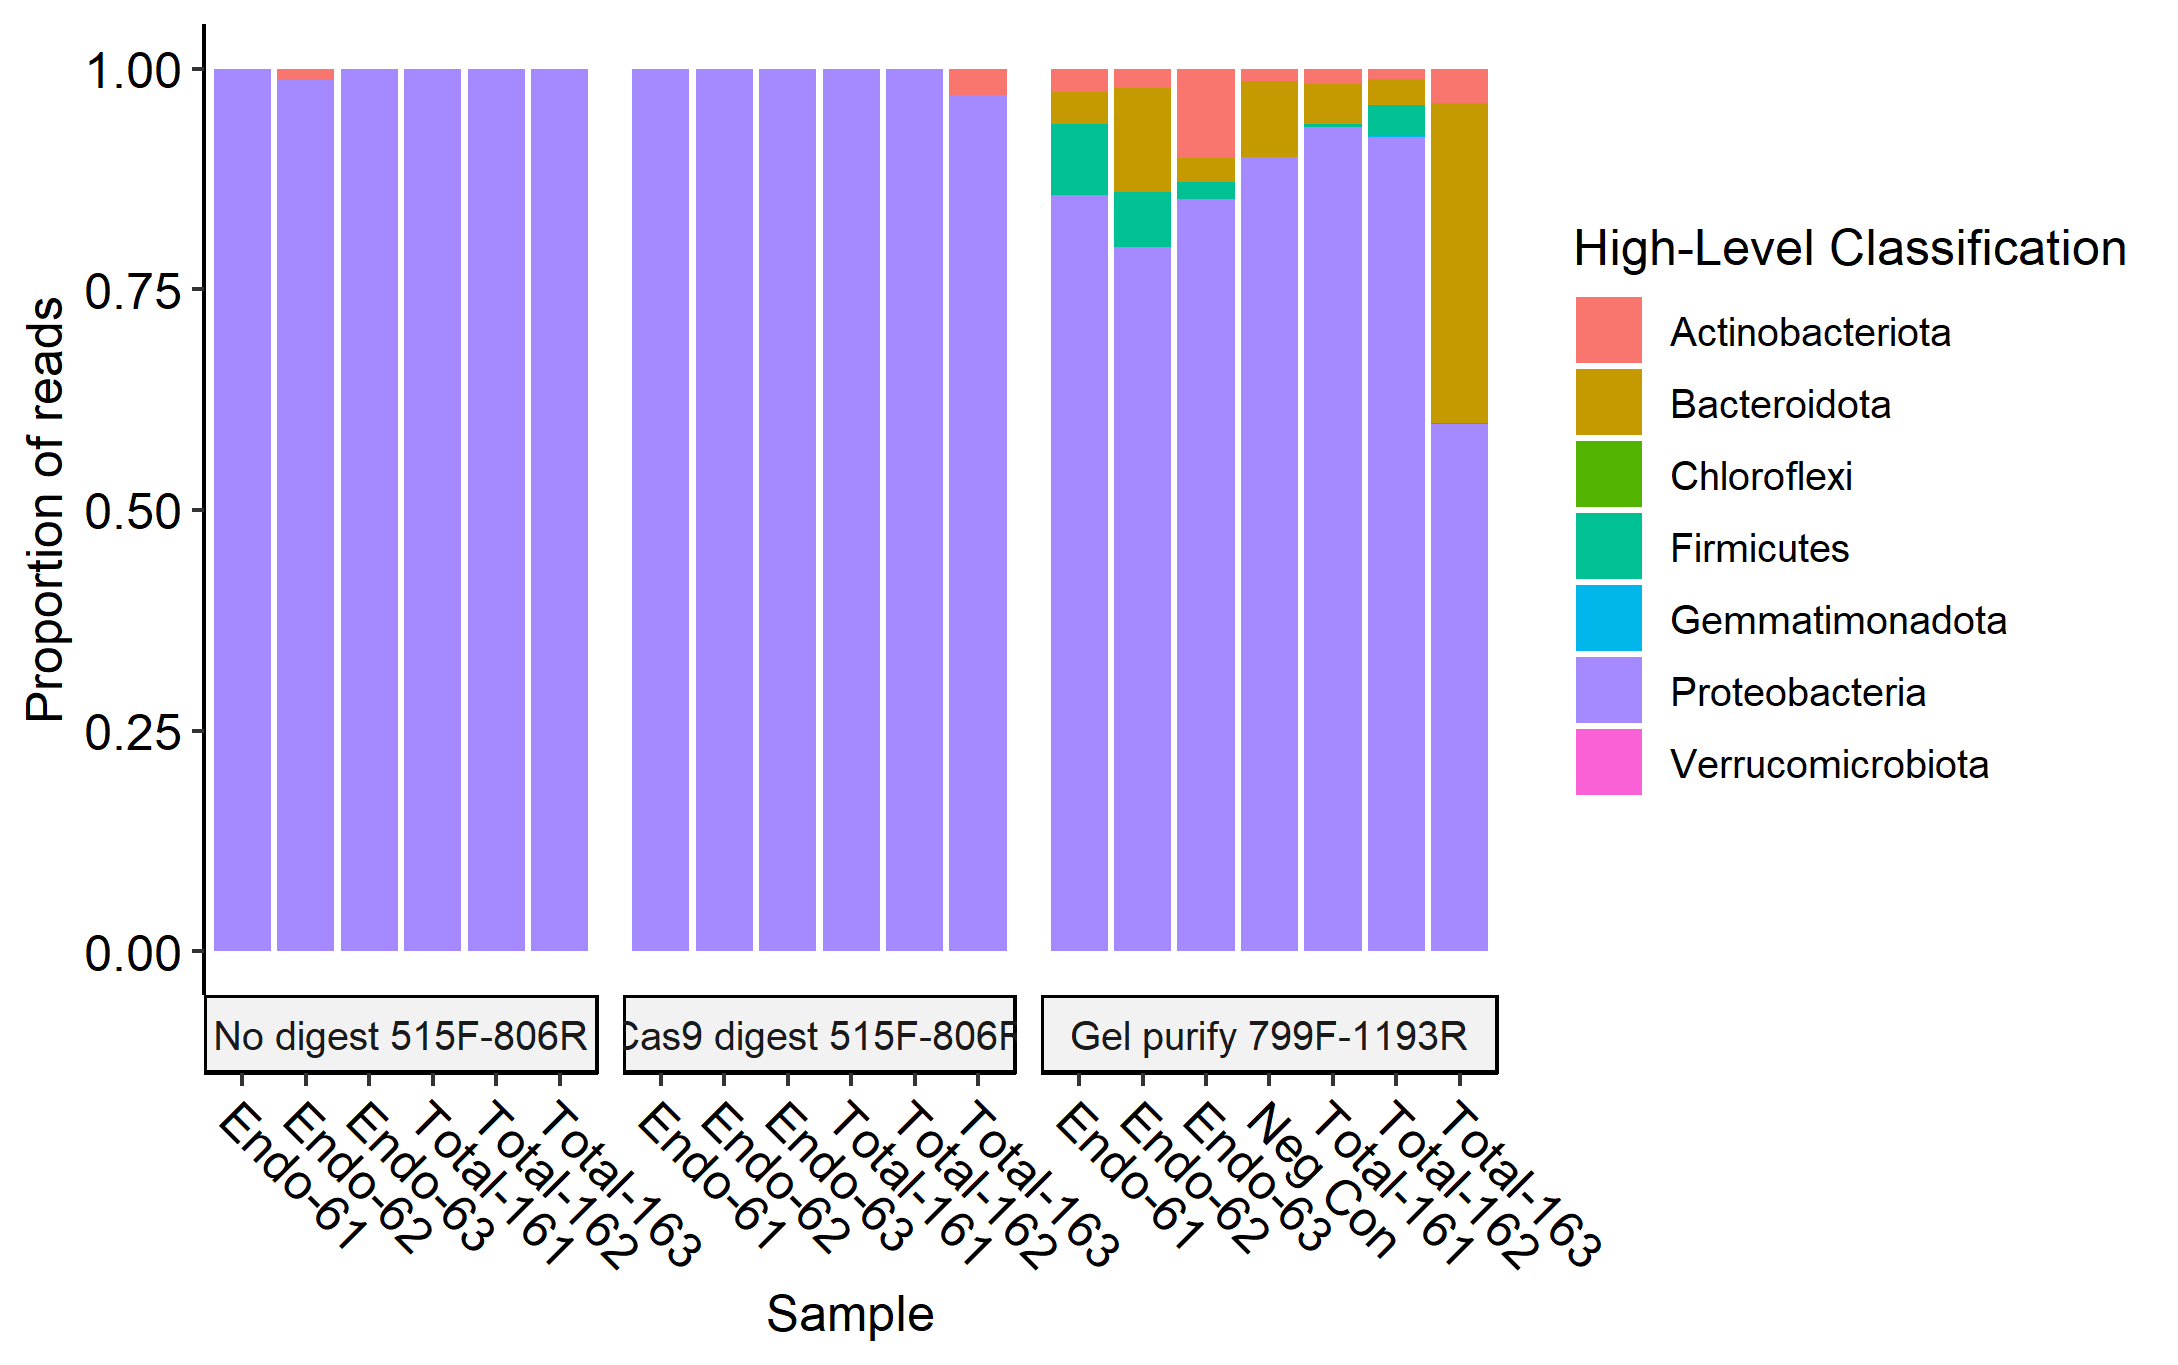 Proportion of reads
1.00
0.75
0.50
0.25
0.00
No digest 515F-806R
Cas9 digest 515F-806R
Gel purify 799F-1193R
Endo-61
Endo-62
Endo-63
Total-161
Total-162
Total-163
Endo-61
Endo-62
Endo-63
Total-161
Total-162
Total-163
Endo-61
Endo-62
Endo-63
Neg Con
Total-161
Total-162
Total-163
Sample
High-Level Classification
Actinobacteriota
Bacteroidota
Chloroflexi
Firmicutes
Gemmatimonadota
Proteobacteria
Verrucomicrobiota